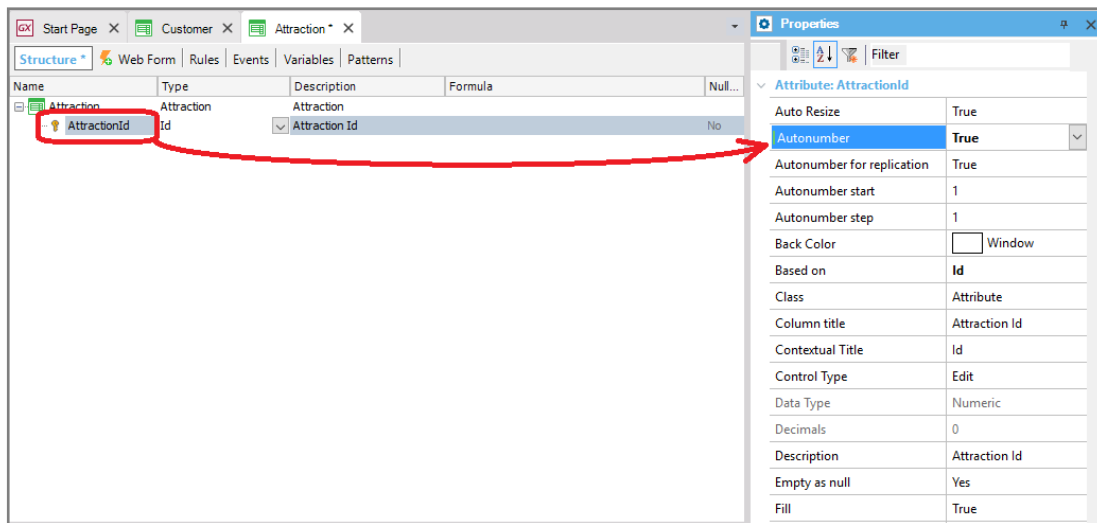 GX Start Page X Customer X Attraction * X
Structure * Web Form Rules Events Variables Patterns
Name Type Description Formula Null...
Attraction Attraction Attraction
AttractionId Id Attraction Id No
Properties
Filter
Attribute: AttractionId
Auto Resize True
Autonumber True
Autonumber for replication True
Autonumber start 1
Autonumber step 1
Back Color Window
Based on Id
Class Attribute
Column title Attraction Id
Contextual Title Id
Control Type Edit
Data Type Numeric
Decimals 0
Description Attraction Id
Empty as null Yes
Fill True